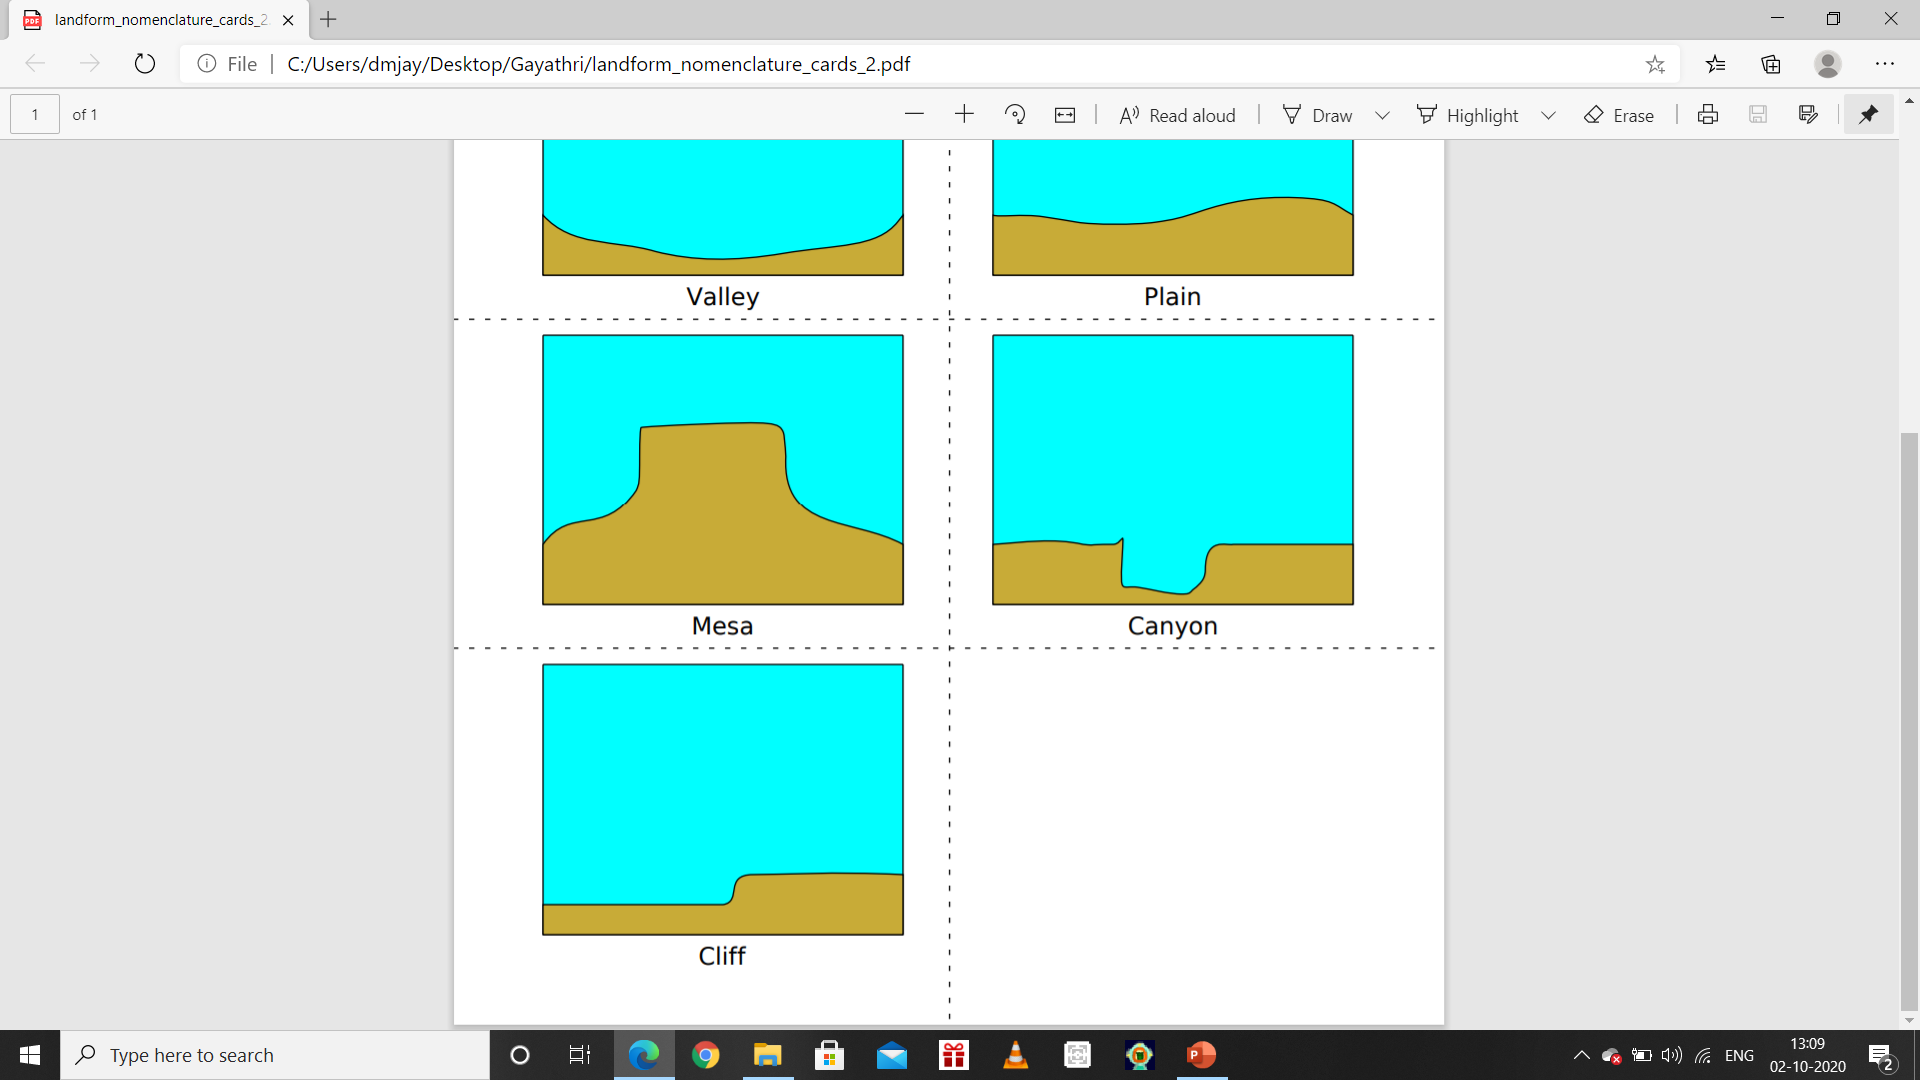 landform_nomenclature_cards_2
File
C:/Users/dmjay/Desktop/Gayathri/landform_nomenclature_cards_2.pdf
1 of 1
Read aloud
Draw
Highlight
Erase
Valley
Plain
Mesa
Canyon
Cliff
Type here to search
ENG
13:09
02-10-2020
2